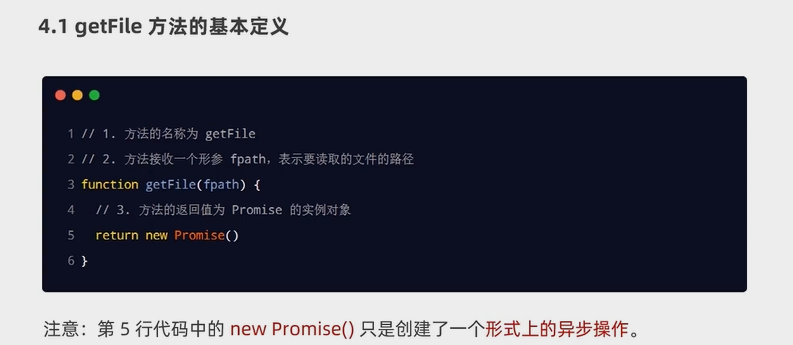 4.1 getFile 方法的基本定义
1 // 1. 方法的名称为 getFile
2 // 2. 方法接收一个形参 fpath，表示要读取的文件的路径
3 function getFile(fpath) {
4 // 3. 方法的返回值为 Promise 的实例对象
5 return new Promise()
6 }
注意：第 5 行代码中的 new Promise() 只是创建了一个形式上的异步操作。